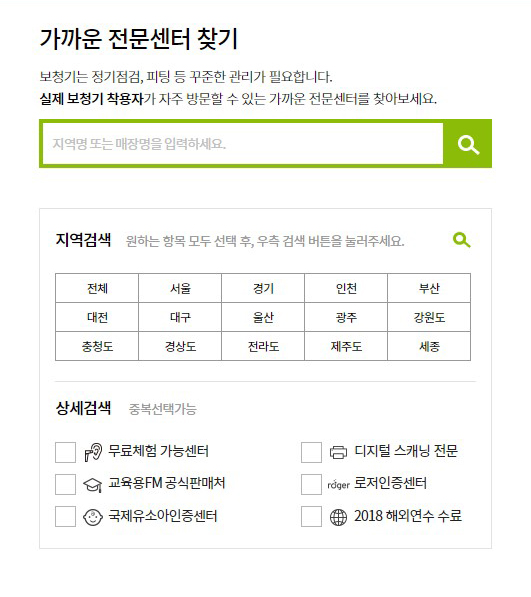 가까운 전문센터 찾기
보청기는 정기점검, 피팅 등 꾸준한 관리가 필요합니다.
실제 보청기 착용자가 자주 방문할 수 있는 가까운 전문센터를 찾아보세요.
지역명 또는 매장명을 입력하세요.
지역검색 원하는 항목 모두 선택 후, 우측 검색 버튼을 눌러주세요.
전체 서울 경기 인천 부산
대전 대구 울산 광주 강원도
충청도 경상도 전라도 제주도 세종
상세검색 중복선택가능
무료체험 가능센터 디지털 스캐닝 전문
교육용FM 공식판매처 roger 로저인증센터
국제유소아인증센터 2018 해외연수 수료